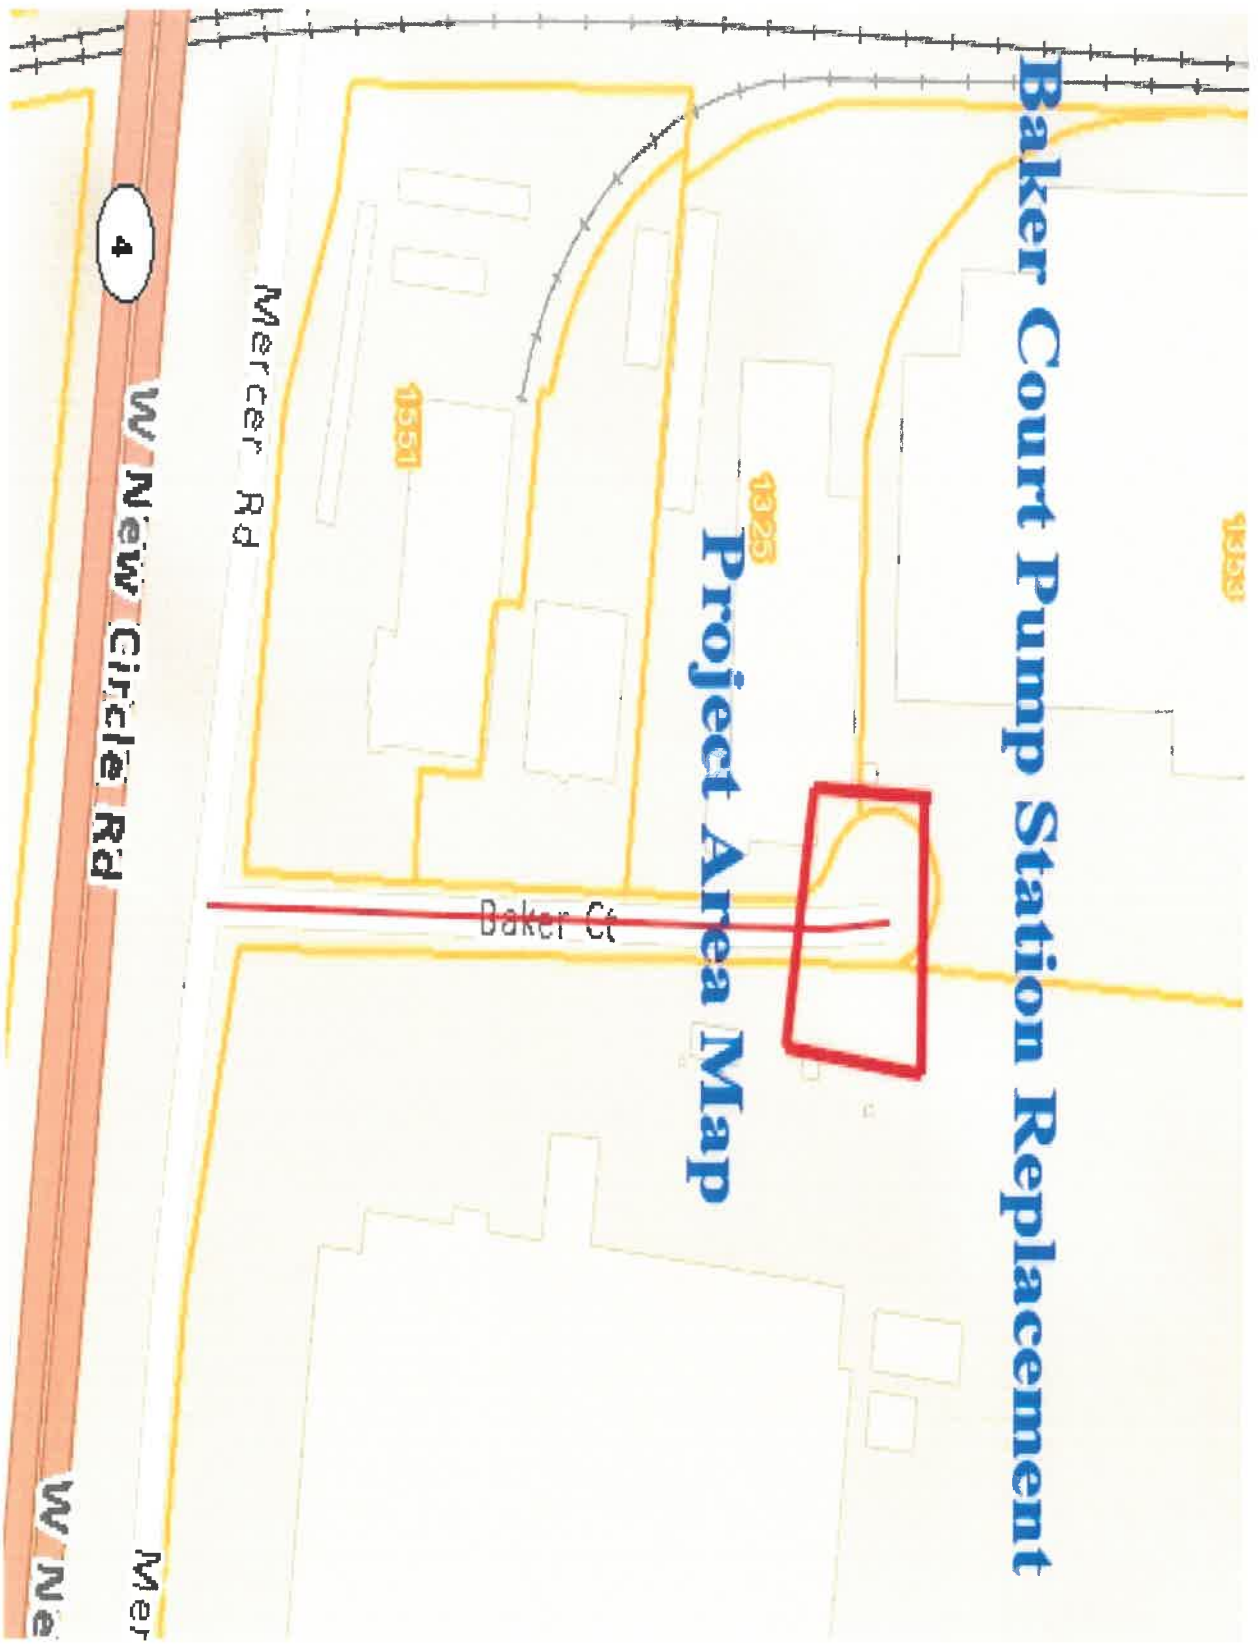 Baker Court Pump Station Replacement
Project Area Map
1353
1325
1551
Baker Ct
Mercer Rd
Mer
4
W New Circle Rd
W Ne